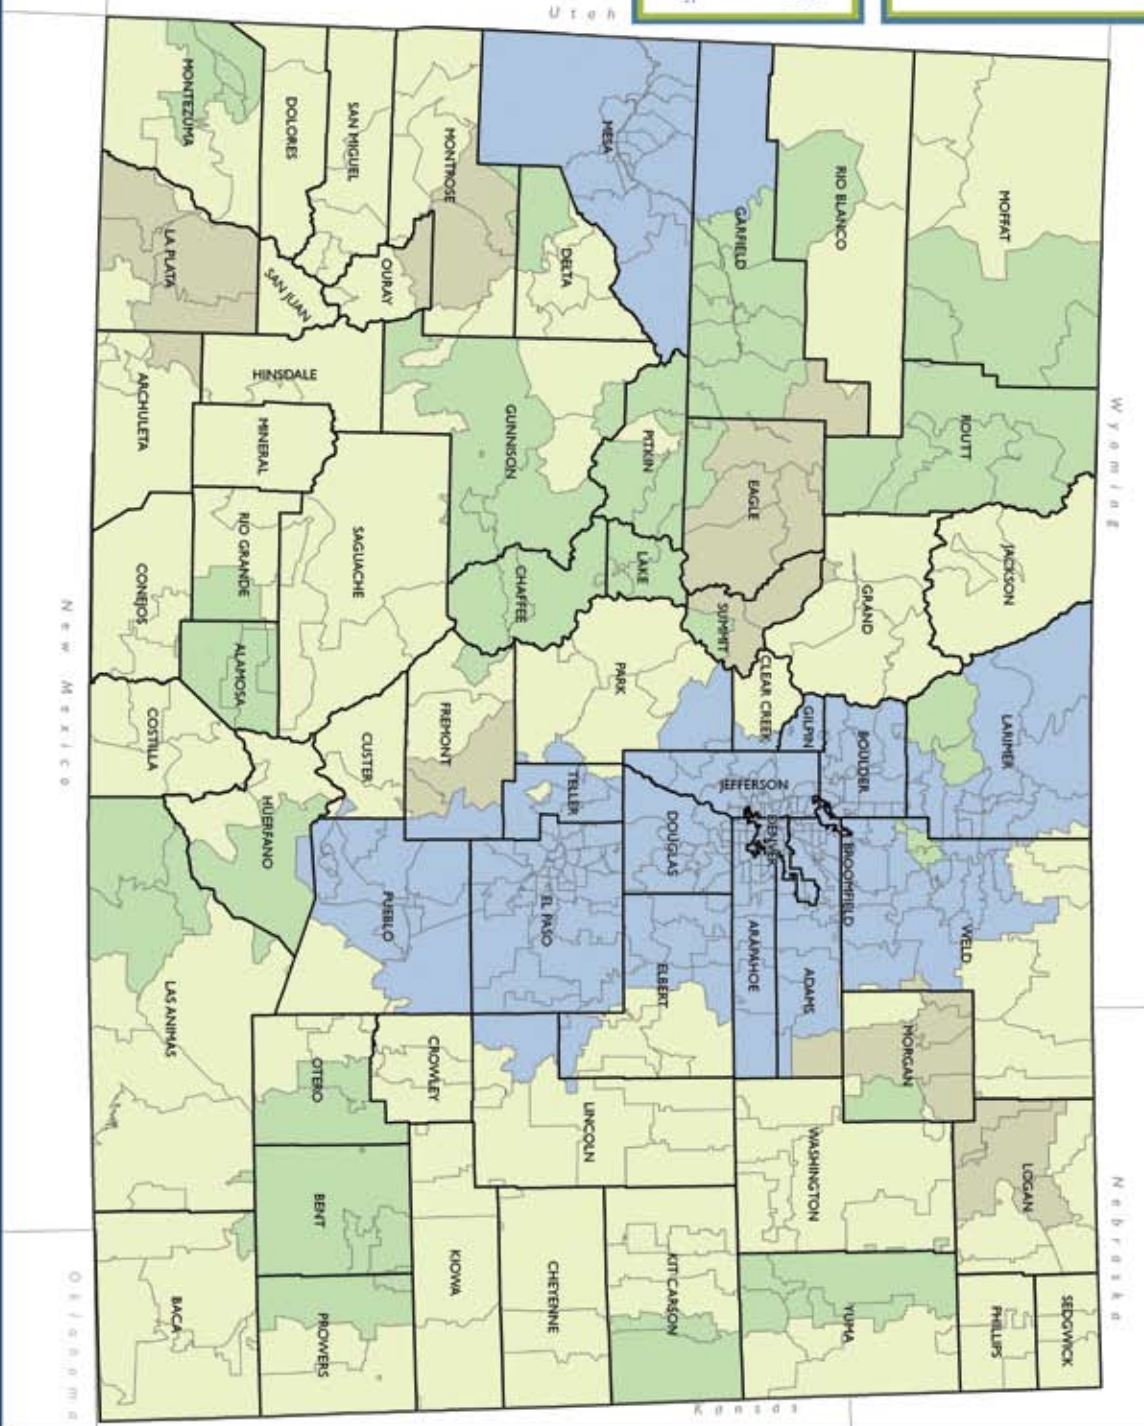 Utah
MONTEZUMA
DOLORES
SAN MIGUEL
MONTROSE
MESA
GARFIELD
RIO BLANCO
MOFFAT
LA PLATA
SAN JUAN
OURAY
DELTA
ARCHULETA
HINSDALE
MINERAL
GUNNISON
PITKIN
EAGLE
ROUTT
Wyoming
CONEJOS
RIO GRANDE
SAGUACHE
CHAFFEE
LAKE
SUMMIT
GRAND
JACKSON
New Mexico
ALAMOSA
COSTILLA
CUSTER
FREMONT
PARK
CLEAR CREEK
GILPIN
BOULDER
LARIMER
HUERFANO
TELLER
JEFFERSON
DOUGLAS
DENVER
BROOMFIELD
PUEBLO
EL PASO
ELBERT
ARAPAHOE
ADAMS
WELD
LAS ANIMAS
OTERO
CROWLEY
LINCOLN
MORGAN
WASHINGTON
LOGAN
Nebraska
BENT
KIOWA
CHEYENNE
KIT CARSON
YUMA
PHILLIPS
SEDGWICK
BACA
PROWERS
Oklahoma
Kansas